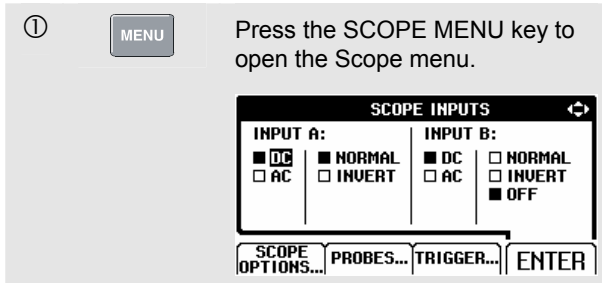 ①
MENU
Press the SCOPE MENU key to
open the Scope menu.
SCOPE INPUTS
INPUT A: INPUT B:
■ DC ■ NORMAL ■ DC □ NORMAL
□ AC □ INVERT □ AC □ INVERT
■ OFF
SCOPE OPTIONS... PROBES... TRIGGER... ENTER